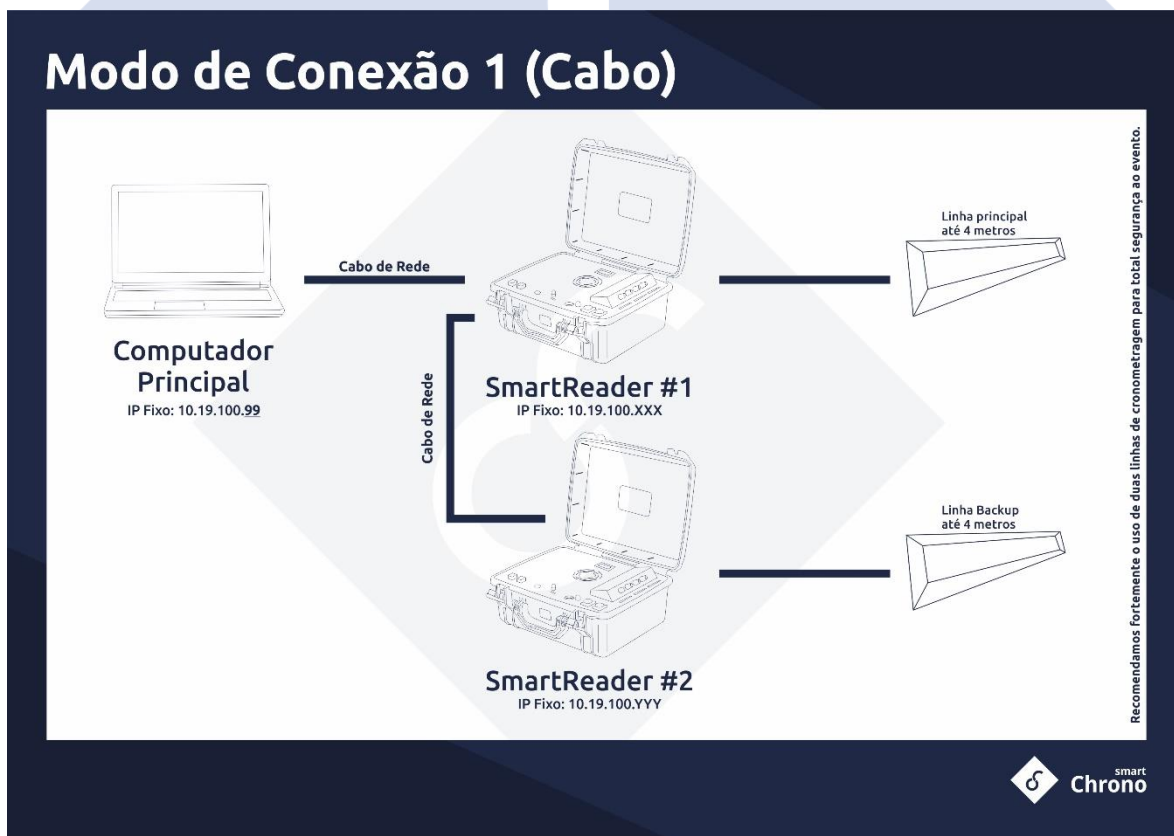 Modo de Conexão 1 (Cabo)
Cabo de Rede
Computador
Principal
IP Fixo: 10.19.100.99
SmartReader #1
IP Fixo: 10.19.100.XXX
Linha principal
até 4 metros
Cabo de Rede
SmartReader #2
IP Fixo: 10.19.100.YYY
Linha Backup
até 4 metros
Recomendamos fortemente o uso de duas linhas de cronometragem para total segurança ao evento.
smart
Chrono